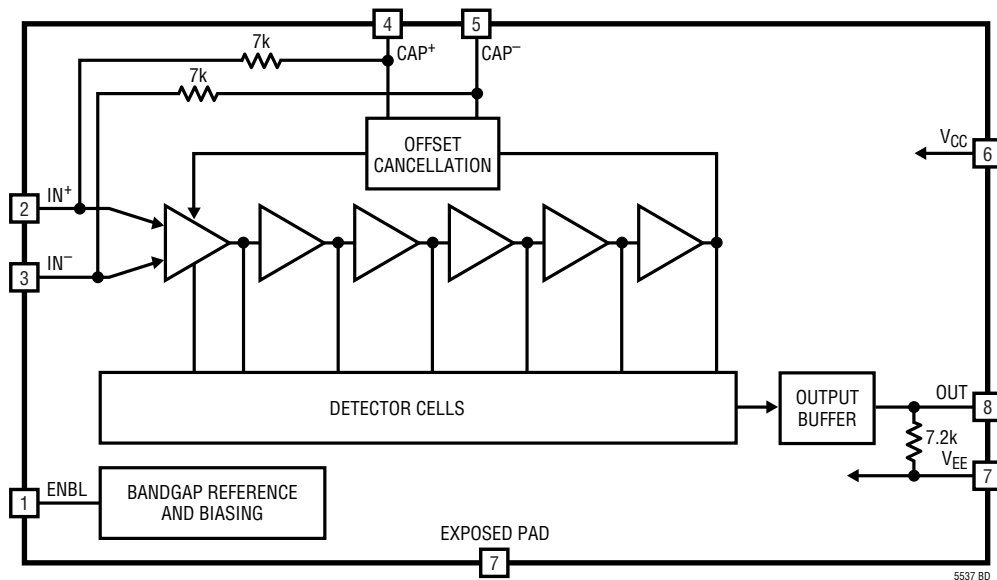 4
5
CAP+
CAP–
7k
7k
OFFSET
CANCELLATION
VCC
6
2
IN+
3
IN–
DETECTOR CELLS
OUTPUT
BUFFER
OUT
8
7.2k
VEE
7
1
ENBL
BANDGAP REFERENCE
AND BIASING
EXPOSED PAD
7
5537 BD